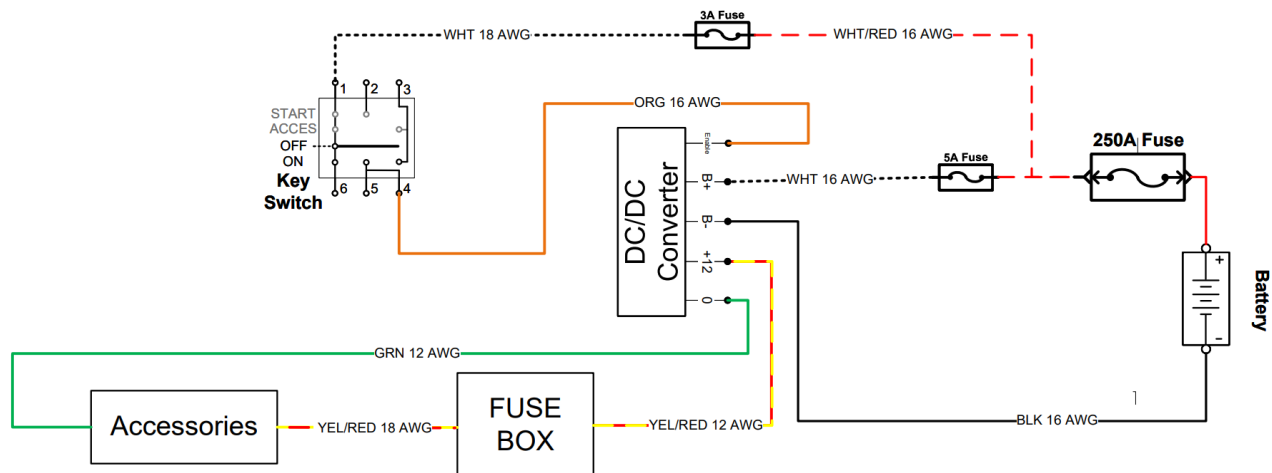 3A Fuse
WHT 18 AWG
WHT/RED 16 AWG
1 2 3
START
ACCES
OFF
ON
6 5 4
Key
Switch
ORG 16 AWG
DC/DC
Converter
Enable
B+
B-
+12
0
WHT 16 AWG
5A Fuse
250A Fuse
+
-
Battery
GRN 12 AWG
Accessories
YEL/RED 18 AWG
FUSE
BOX
YEL/RED 12 AWG
BLK 16 AWG